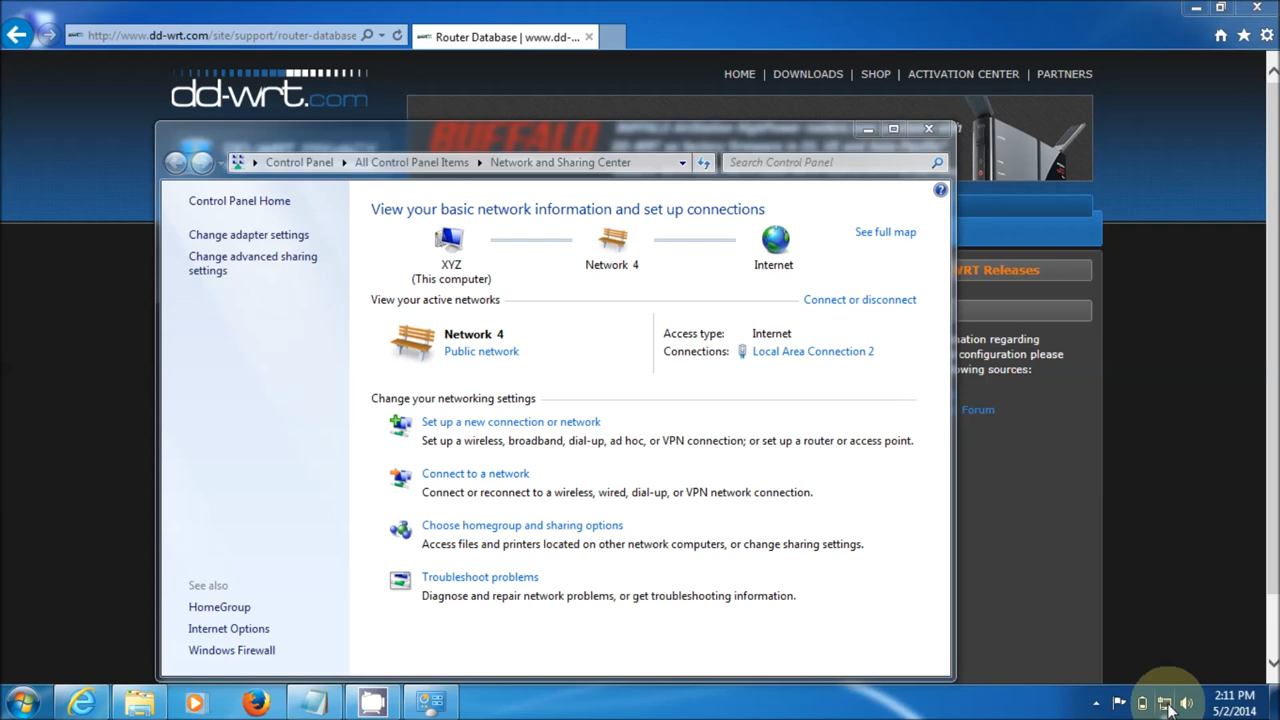 http://www.dd-wrt.com/site/support/router-database
Router Database | www.dd-...
dd-wrt.com
HOME | DOWNLOADS | SHOP | ACTIVATION CENTER | PARTNERS
BUFFALO
Control Panel
All Control Panel Items
Network and Sharing Center
Search Control Panel
Control Panel Home
Change adapter settings
Change advanced sharing
settings
View your basic network information and set up connections
See full map
XYZ
(This computer)
Network 4
Internet
View your active networks
Connect or disconnect
Network 4
Public network
Access type: Internet
Connections: Local Area Connection 2
Change your networking settings
Set up a new connection or network
Set up a wireless, broadband, dial-up, ad hoc, or VPN connection; or set up a router or access point.
Connect to a network
Connect or reconnect to a wireless, wired, dial-up, or VPN network connection.
Choose homegroup and sharing options
Access files and printers located on other network computers, or change sharing settings.
Troubleshoot problems
Diagnose and repair network problems, or get troubleshooting information.
See also
HomeGroup
Internet Options
Windows Firewall
WRT Releases
mation regarding
configuration please
owing sources:
Forum
2:11 PM
5/2/2014